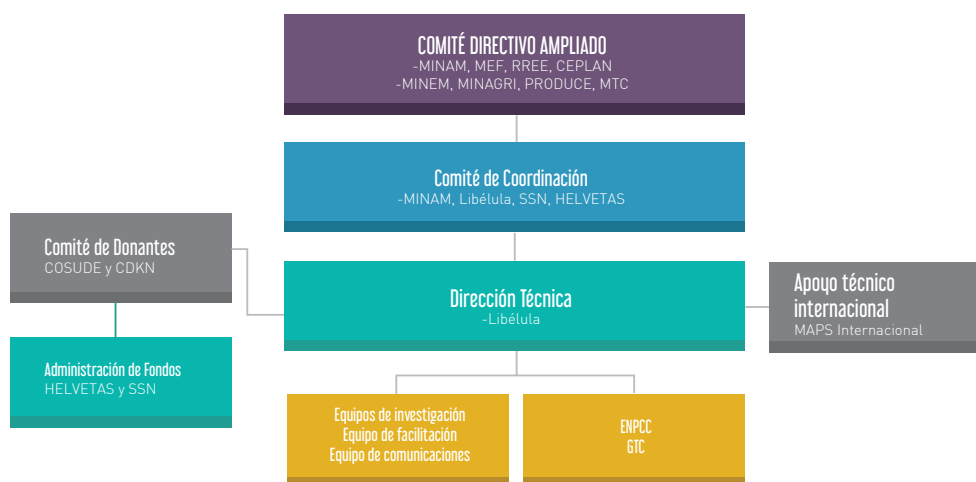 COMITÉ DIRECTIVO AMPLIADO
-MINAM, MEF, RREE, CEPLAN
-MINEM, MINAGRI, PRODUCE, MTC
Comité de Coordinación
-MINAM, Libélula, SSN, HELVETAS
Comité de Donantes
COSUDE y CDKN
Dirección Técnica
-Libélula
Apoyo técnico
internacional
MAPS Internacional
Administración de Fondos
HELVETAS y SSN
Equipos de investigación
Equipo de facilitación
Equipo de comunicaciones
ENPCC
GTC